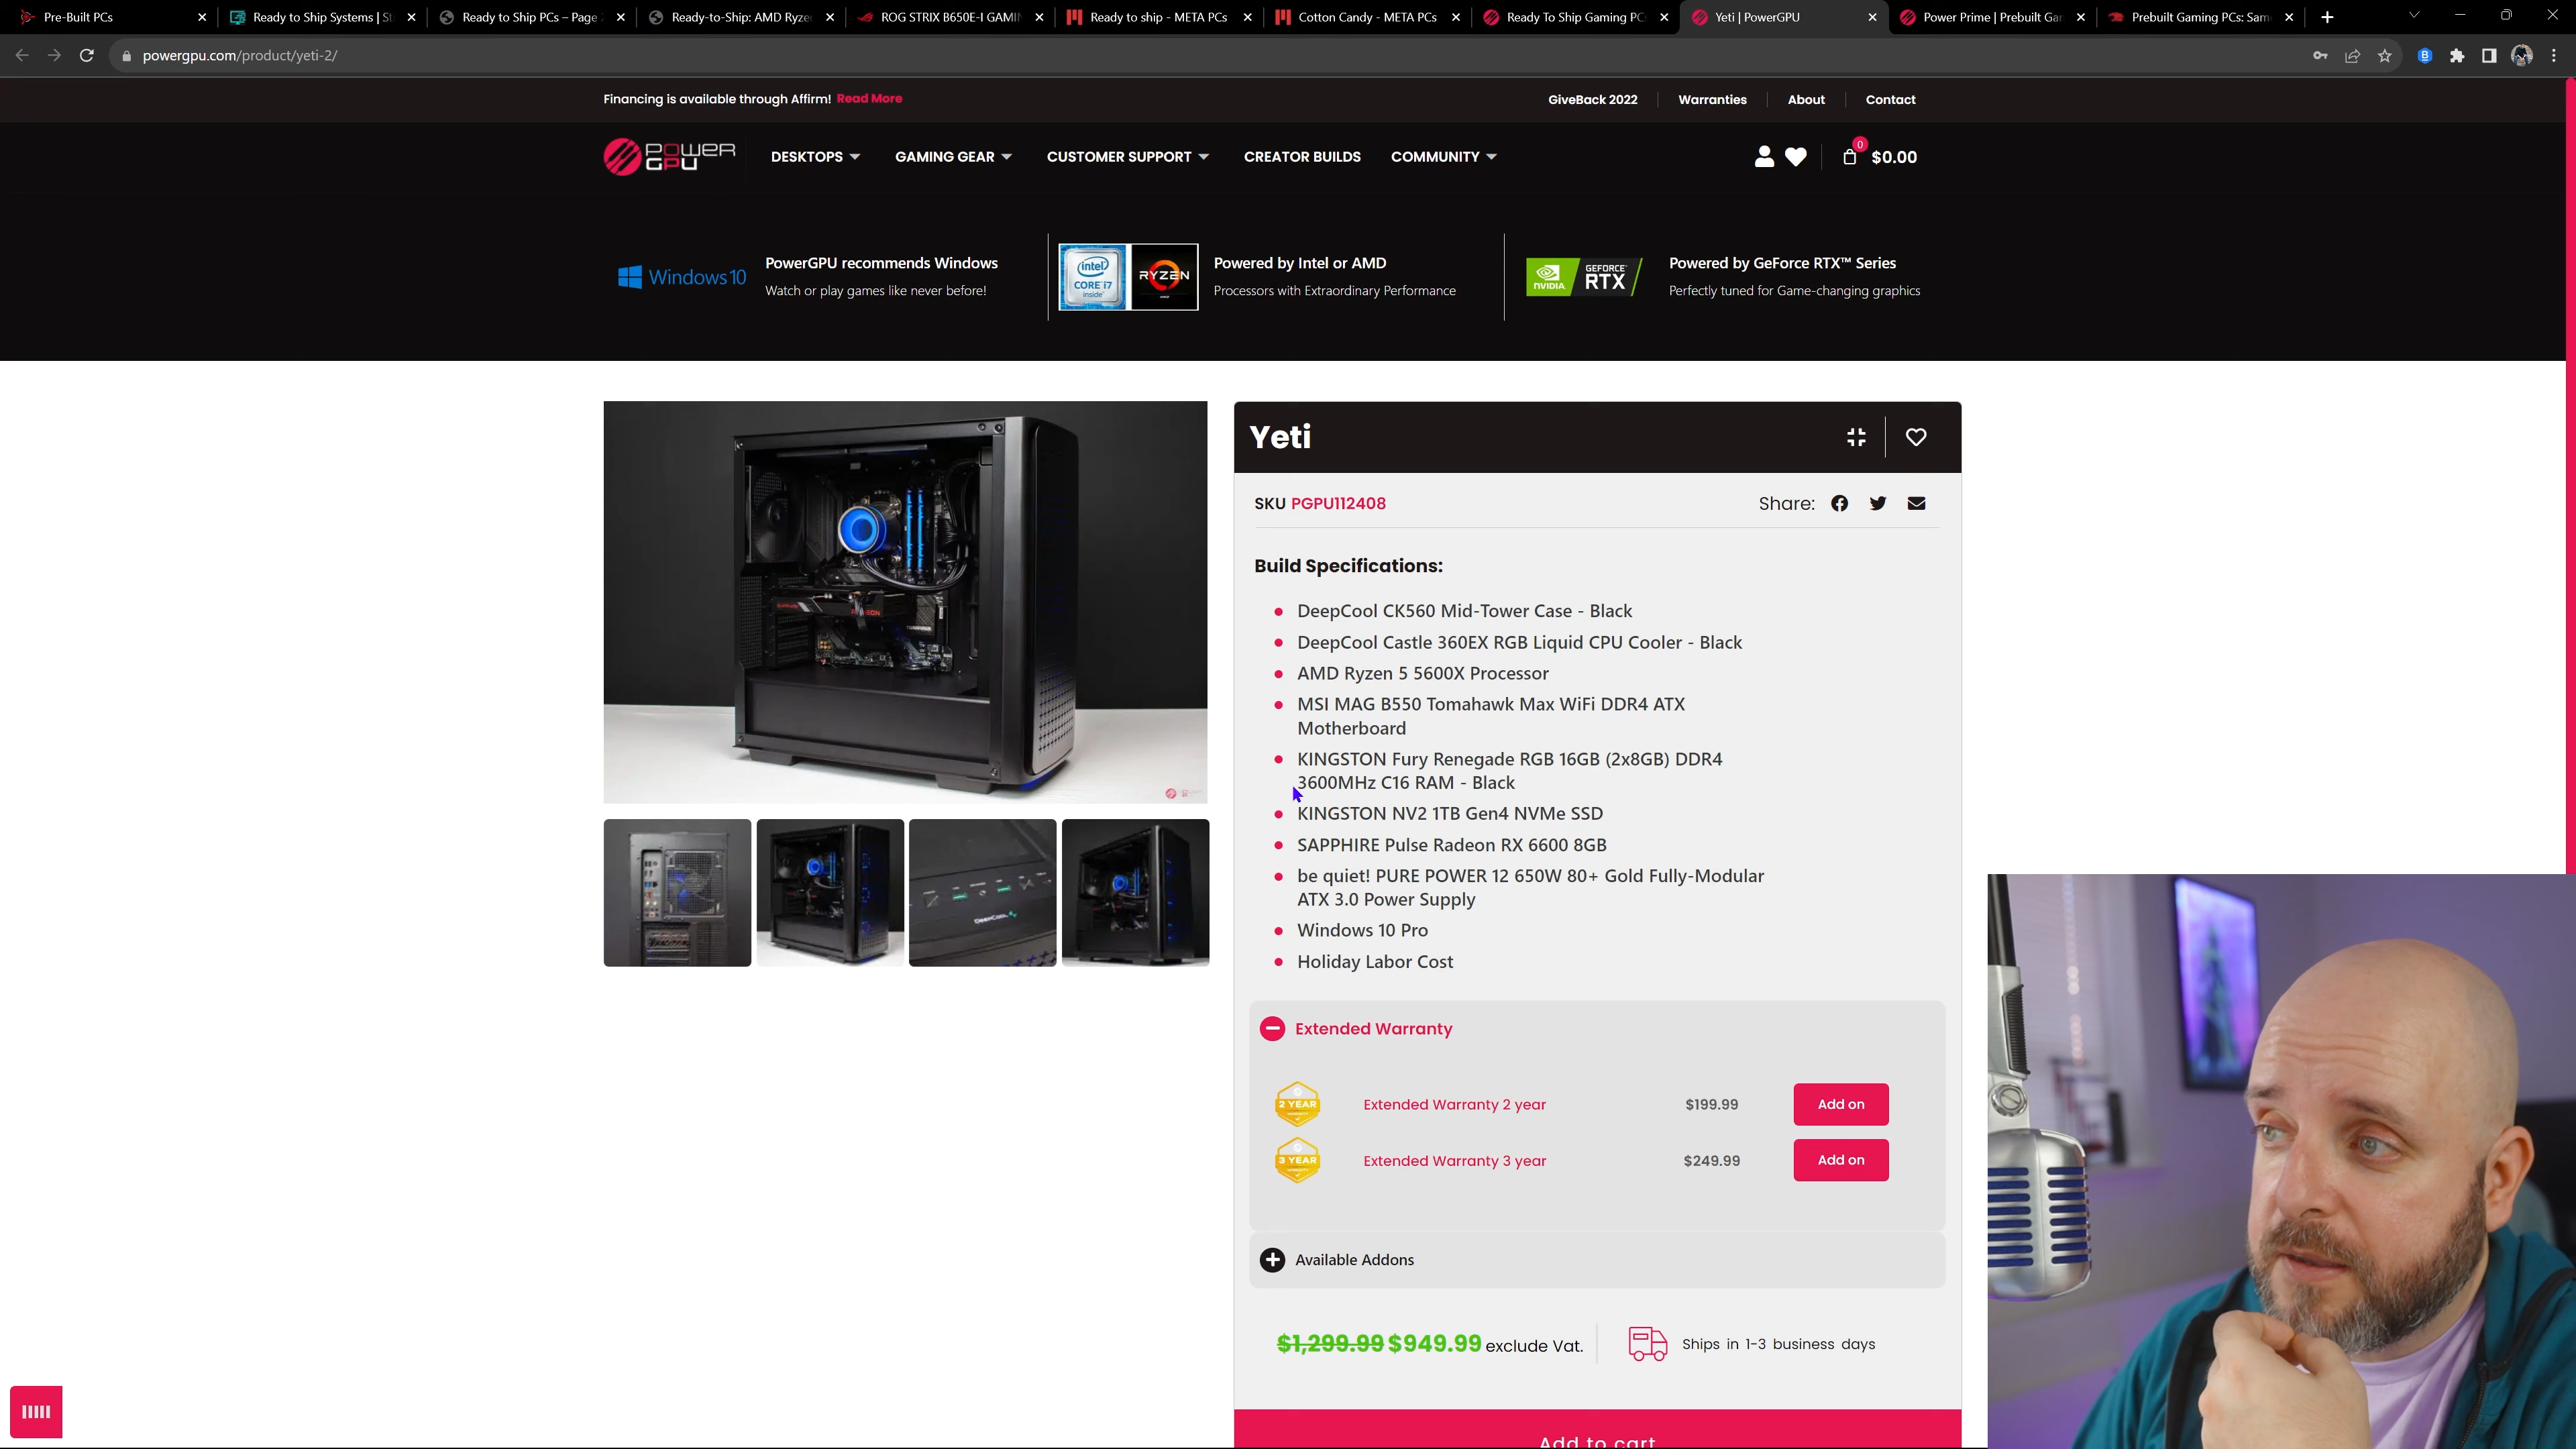 Pre-Built PCs
Ready to Ship Systems | St
Ready to Ship PCs – Page
Ready-to-Ship: AMD Ryze
ROG STRIX B650E-I GAMI
Ready to ship - META PCs
Cotton Candy - META PCs
Ready To Ship Gaming PC
Yeti | PowerGPU
Power Prime | Prebuilt Gar
Prebuilt Gaming PCs: Sam
powergpu.com/product/yeti-2/
Financing is available through Affirm! Read More
GiveBack 2022
Warranties
About
Contact
POWER
GPU
DESKTOPS
GAMING GEAR
CUSTOMER SUPPORT
CREATOR BUILDS
COMMUNITY
0
$0.00
Windows 10
PowerGPU recommends Windows
Watch or play games like never before!
intel
CORE i7
inside
RYZEN
Powered by Intel or AMD
Processors with Extraordinary Performance
NVIDIA
GEFORCE
RTX
Powered by GeForce RTX™ Series
Perfectly tuned for Game-changing graphics
Yeti
SKU PGPU112408
Share:
Build Specifications:
DeepCool CK560 Mid-Tower Case - Black
DeepCool Castle 360EX RGB Liquid CPU Cooler - Black
AMD Ryzen 5 5600X Processor
MSI MAG B550 Tomahawk Max WiFi DDR4 ATX
Motherboard
KINGSTON Fury Renegade RGB 16GB (2x8GB) DDR4
3600MHz C16 RAM - Black
KINGSTON NV2 1TB Gen4 NVMe SSD
SAPPHIRE Pulse Radeon RX 6600 8GB
be quiet! PURE POWER 12 650W 80+ Gold Fully-Modular
ATX 3.0 Power Supply
Windows 10 Pro
Holiday Labor Cost
Extended Warranty
2 YEAR
Extended Warranty 2 year
$199.99
Add on
3 YEAR
Extended Warranty 3 year
$249.99
Add on
Available Addons
$1,299.99 $949.99 exclude Vat.
Ships in 1-3 business days
Add to cart
DEEPCOOL